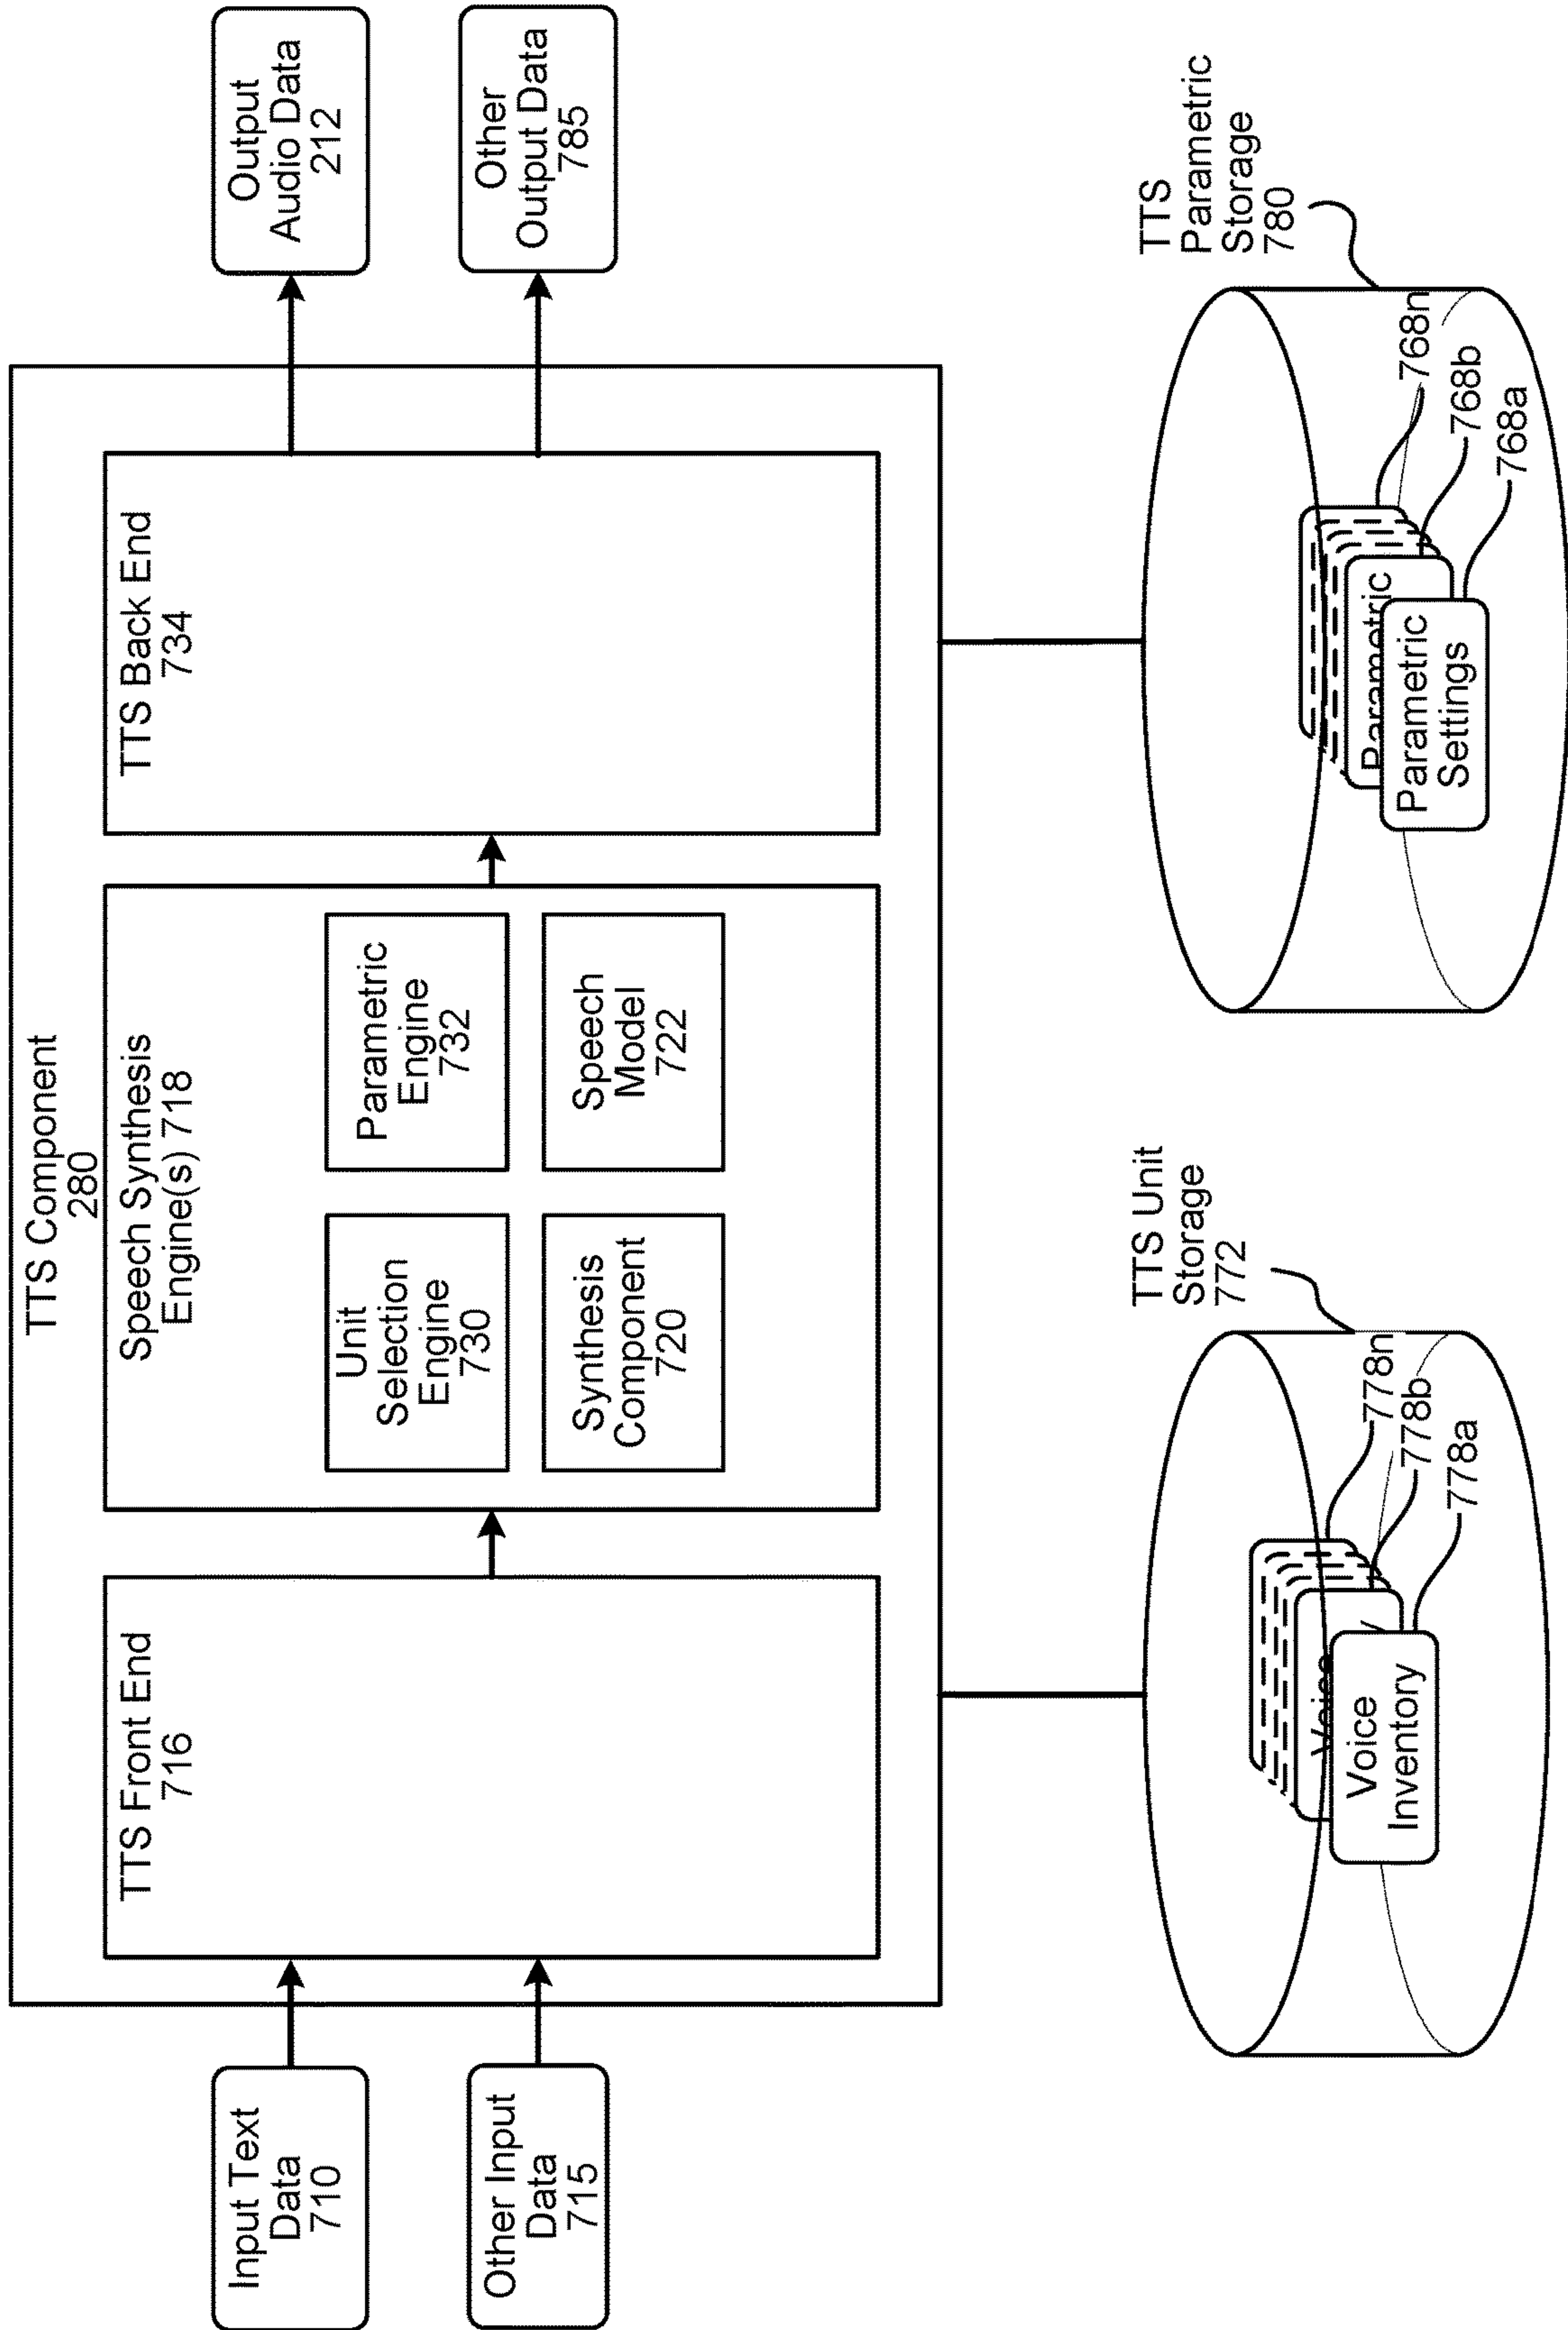 TTS Component
280
Input Text
Data
710
Other Input
Data
715
TTS Front End
716
Speech Synthesis
Engine(s) 718
Unit
Selection
Engine
730
Parametric
Engine
732
Synthesis
Component
720
Speech
Model
722
TTS Back End
734
Output
Audio Data
212
Other
Output Data
785
TTS Unit
Storage
772
778n
778b
778a
Voice
Voice
Inventory
TTS
Parametric
Storage
780
768n
768b
768a
Parametric
Parametric
Settings